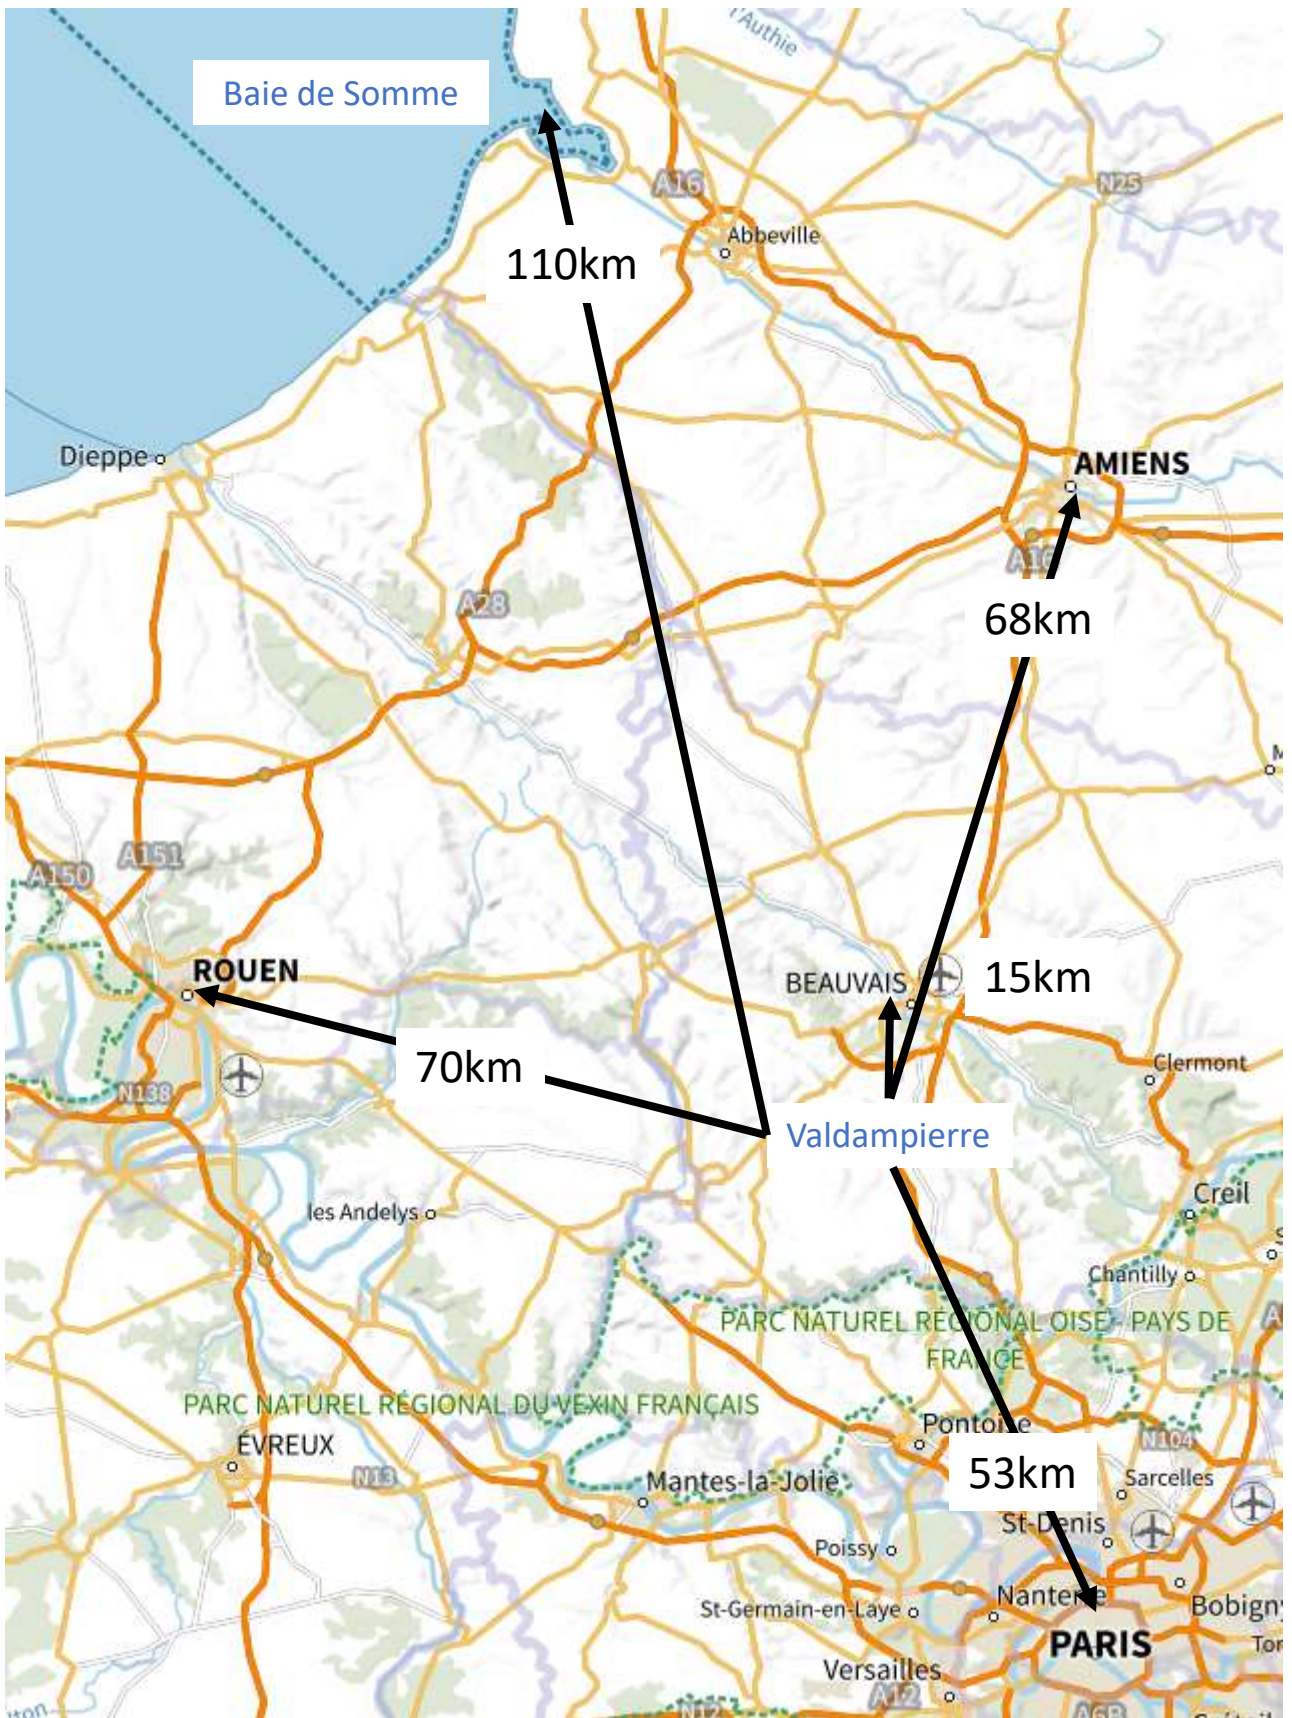 l'Authie
Baie de Somme
A16
N25
Abbeville
110km
Dieppe
AMIENS
A16
A28
68km
A151
A150
ROUEN
BEAUVAIS
15km
70km
Clermont
N138
Valdampierre
Creil
les Andelys
Chantilly
PARC NATUREL RÉGIONAL OISE - PAYS DE
FRANCE
PARC NATUREL RÉGIONAL DU VEXIN FRANÇAIS
Pontoise
ÉVREUX
N104
N13
53km
Mantes-la-Jolie
Sarcelles
St-Denis
Poissy
Nanterre
St-Germain-en-Laye
Bobigny
PARIS
Versailles
A12
N12
A6B